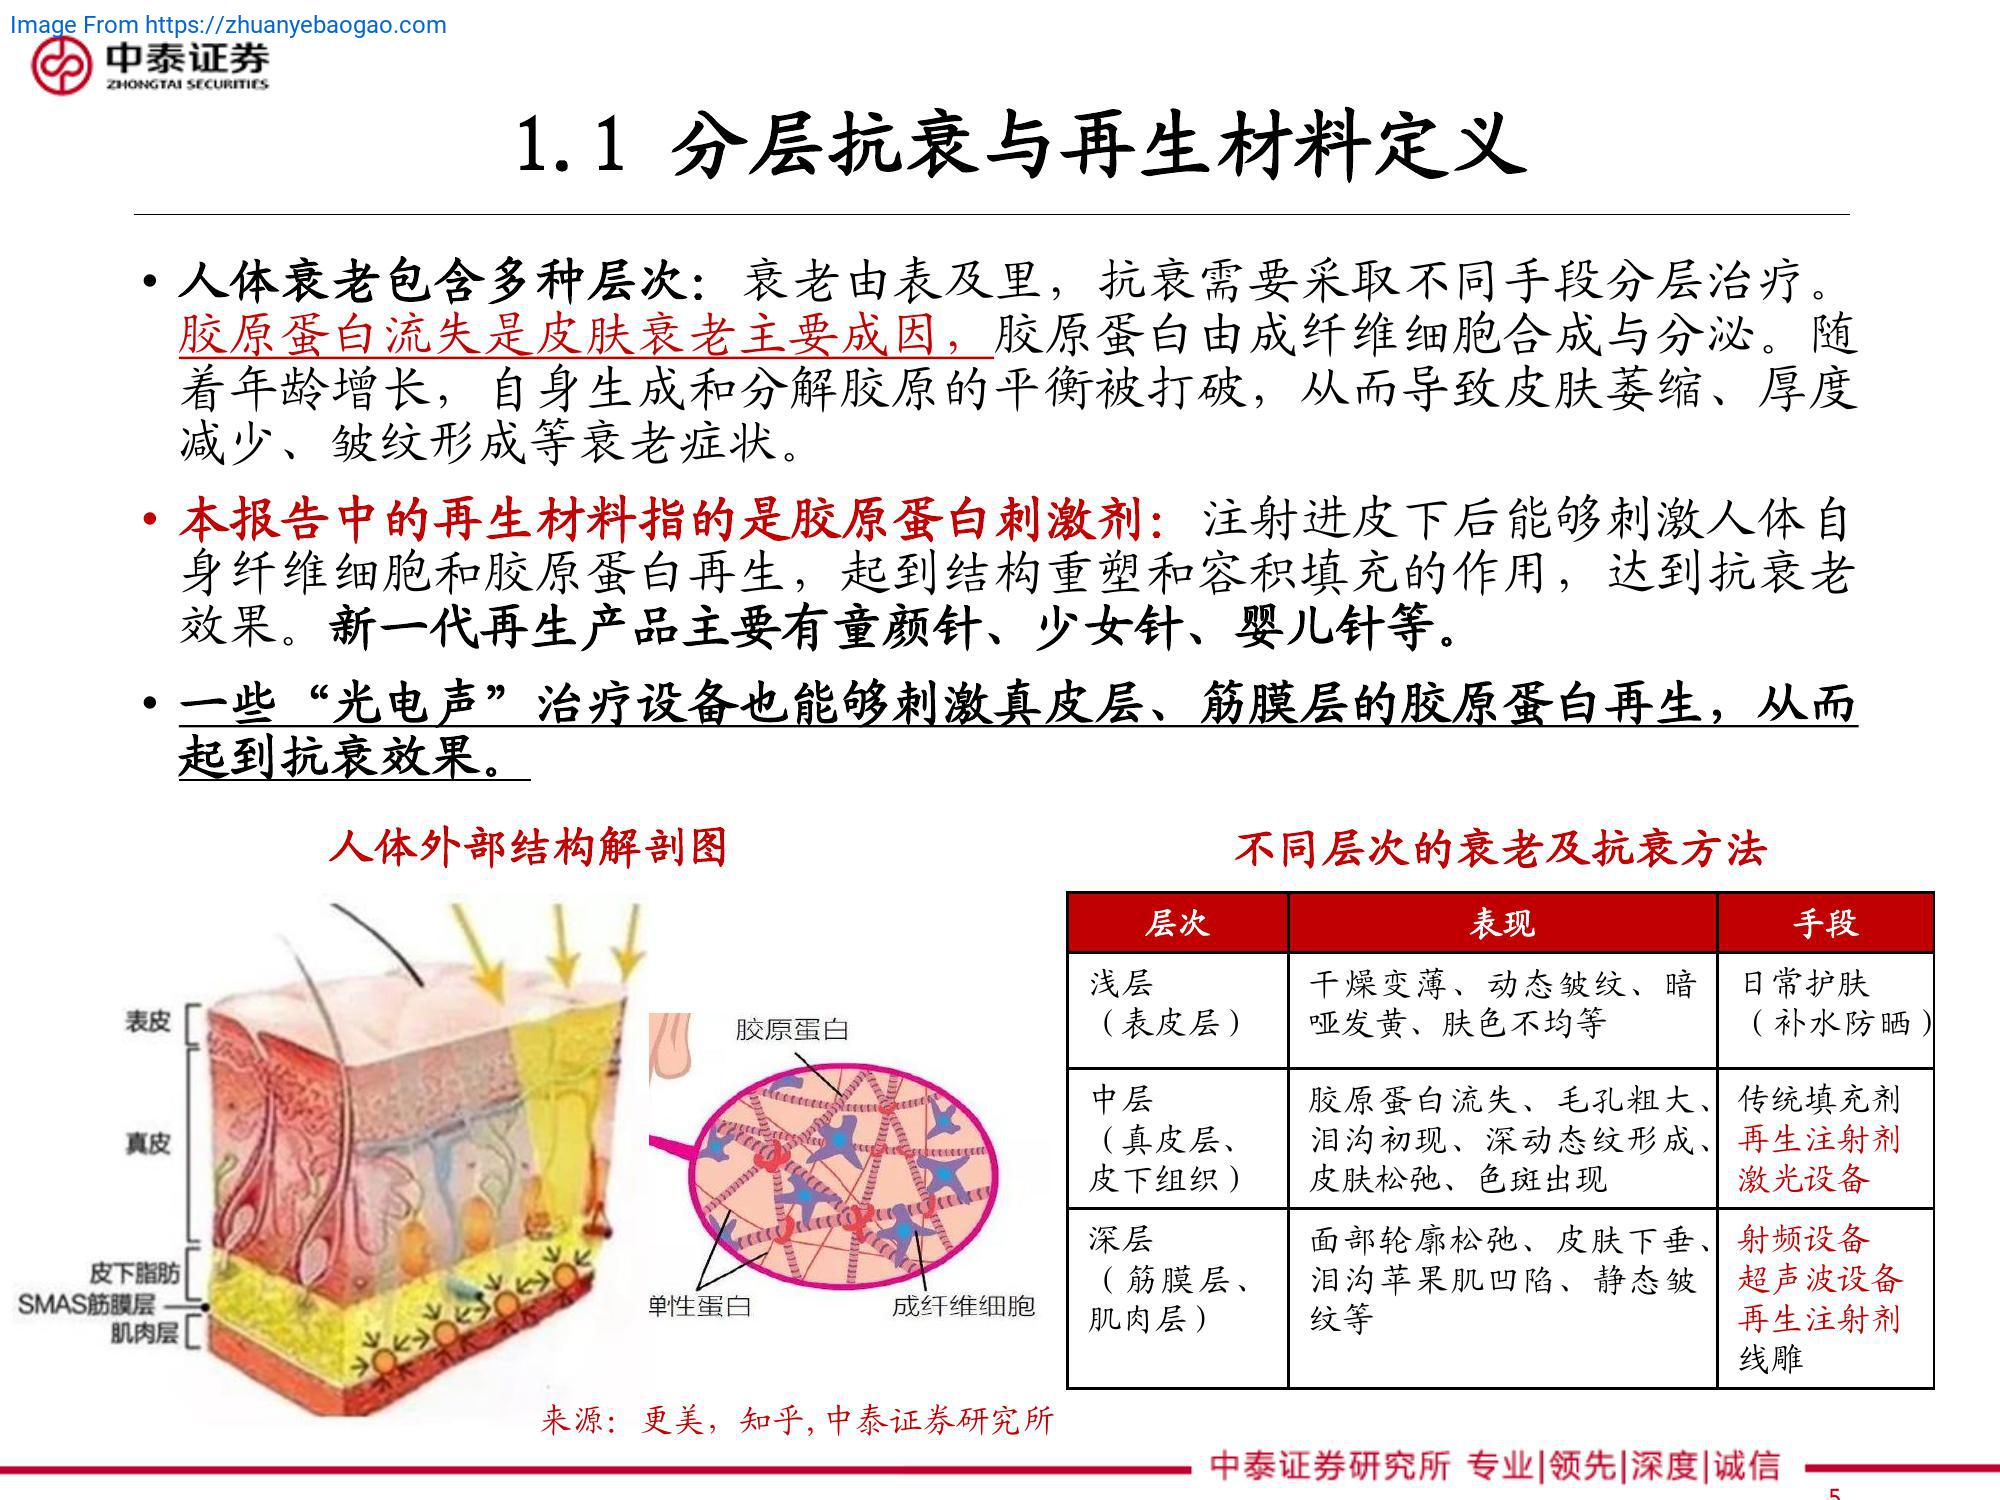 Image From https://zhuanyebaogao.com
中泰证券
ZHONGTAI SECURITIES
1.1 分层抗衰与再生材料定义
• 人体衰老包含多种层次：衰老由表及里，抗衰需要采取不同手段分层治疗。
胶原蛋白流失是皮肤衰老主要成因，胶原蛋白由成纤维细胞合成与分泌。随
着年龄增长，自身生成和分解胶原的平衡被打破，从而导致皮肤萎缩、厚度
减少、皱纹形成等衰老症状。
• 本报告中的再生材料指的是胶原蛋白刺激剂：注射进皮下后能够刺激人体自
身纤维细胞和胶原蛋白再生，起到结构重塑和容积填充的作用，达到抗衰老
效果。新一代再生产品主要有童颜针、少女针、婴儿针等。
• 一些“光电声”治疗设备也能够刺激真皮层、筋膜层的胶原蛋白再生，从而
起到抗衰效果。
人体外部结构解剖图
表皮
真皮
皮下脂肪
SMAS筋膜层
肌肉层
胶原蛋白
单性蛋白
成纤维细胞
不同层次的衰老及抗衰方法
层次 表现 手段
浅层
（表皮层）
干燥变薄、动态皱纹、暗
哑发黄、肤色不均等
日常护肤
（补水防晒）
中层
（真皮层、
皮下组织）
胶原蛋白流失、毛孔粗大、
泪沟初现、深动态纹形成、
皮肤松弛、色斑出现
传统填充剂
再生注射剂
激光设备
深层
（筋膜层、
肌肉层）
面部轮廓松弛、皮肤下垂、
泪沟苹果肌凹陷、静态皱
纹等
射频设备
超声波设备
再生注射剂
线雕
来源：更美，知乎,中泰证券研究所
中泰证券研究所 专业|领先|深度|诚信
5